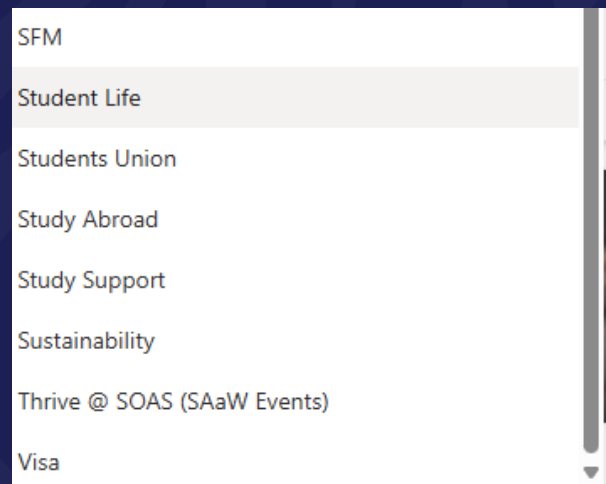 SFM
Student Life
Students Union
Study Abroad
Study Support
Sustainability
Thrive @ SOAS (SAaW Events)
Visa